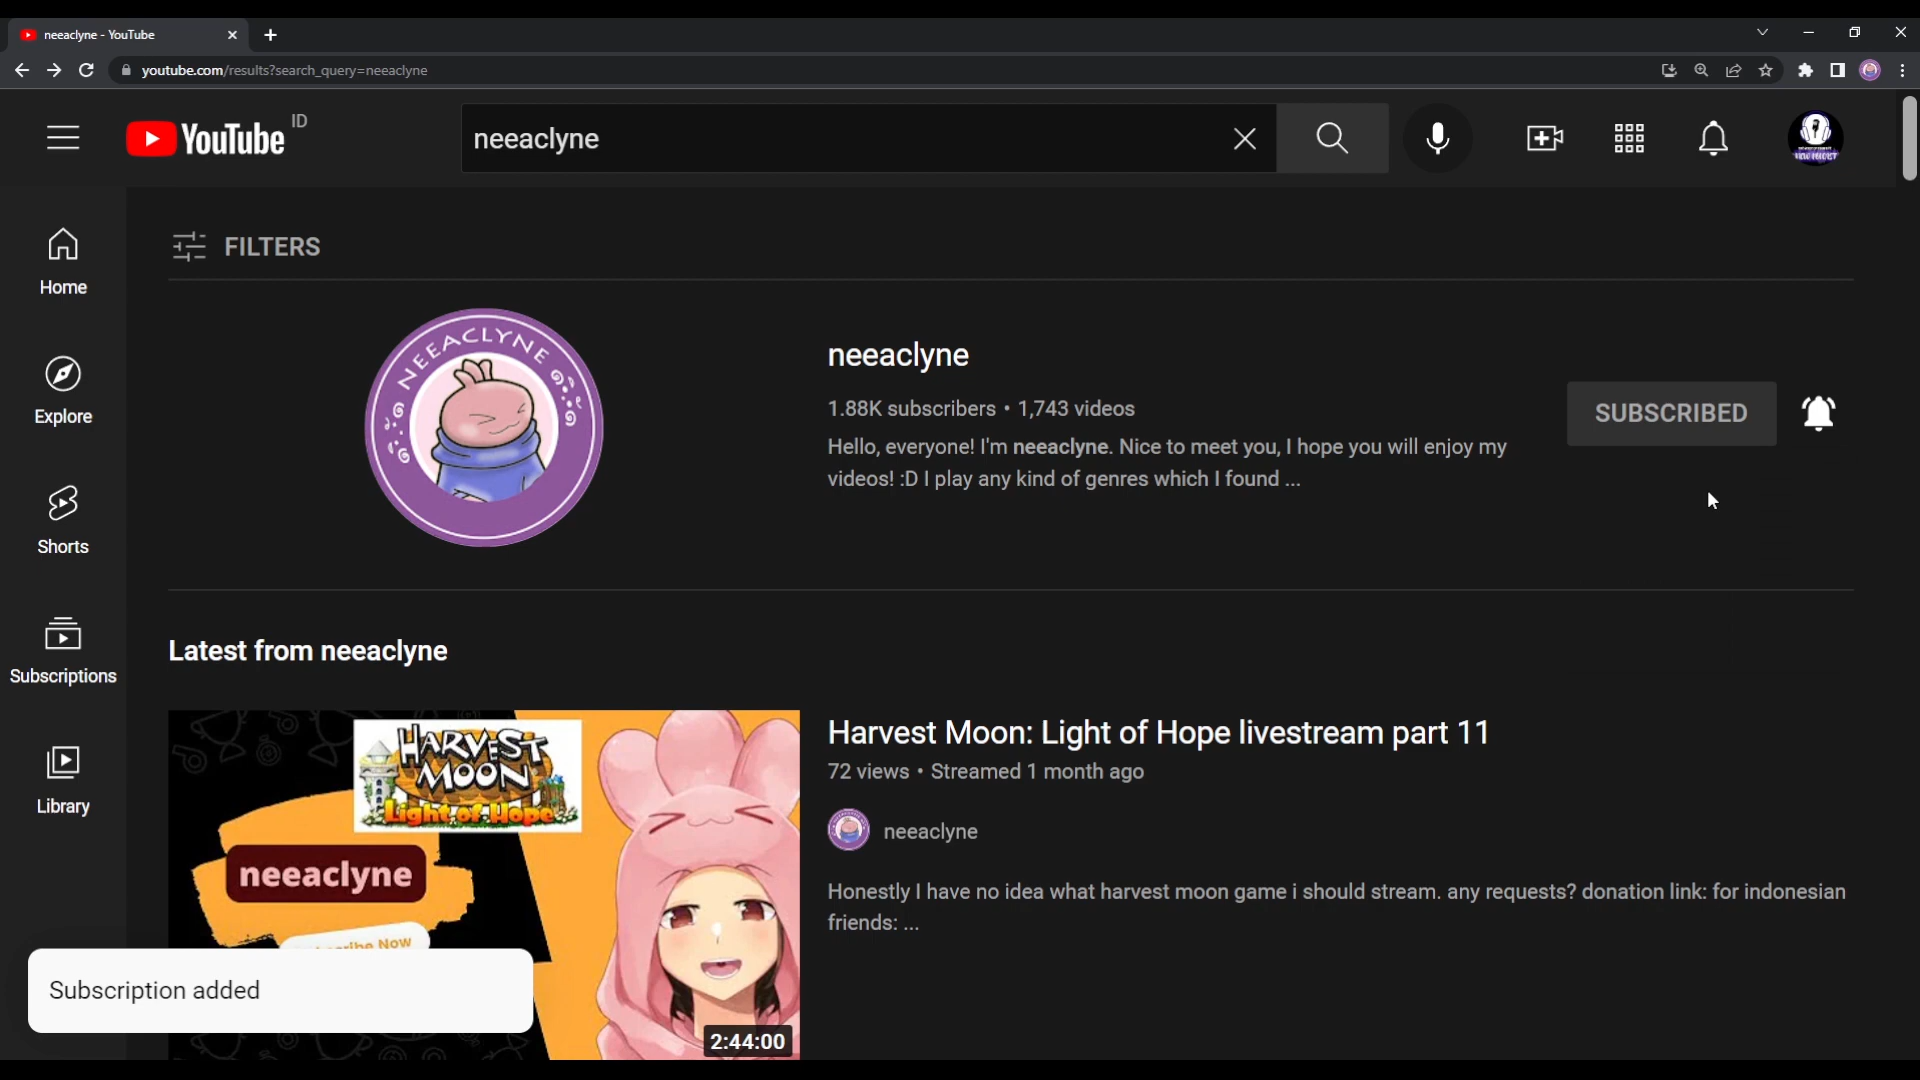 neeaclyne - YouTube
youtube.com/results?search_query=neeaclyne
YouTube ID
neeaclyne
FILTERS
Home
Explore
Shorts
Subscriptions
Library
NEEACLYNE
neeaclyne
1.88K subscribers • 1,743 videos
Hello, everyone! I'm neeaclyne. Nice to meet you, I hope you will enjoy my
videos! :D I play any kind of genres which I found ...
SUBSCRIBED
Latest from neeaclyne
HARVEST
MOON
Light of Hope
neeaclyne
Now
2:44:00
Harvest Moon: Light of Hope livestream part 11
72 views • Streamed 1 month ago
neeaclyne
Honestly I have no idea what harvest moon game i should stream. any requests? donation link: for indonesian
friends: ...
Subscription added